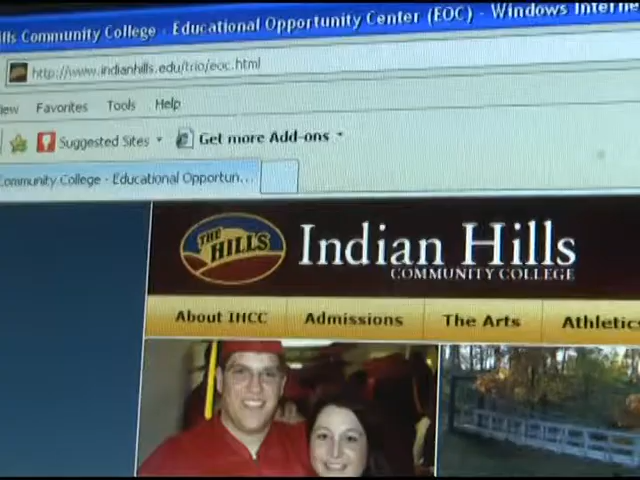 lls Community College - Educational Opportunity Center (EOC) - Windows Interne
http://www.indianhills.edu/trio/eoc.html
iew Favorites Tools Help
Suggested Sites Get more Add-ons
Community College - Educational Opportun...
THE HILLS
Indian Hills
COMMUNITY COLLEGE
About IHCC Admissions The Arts Athletics